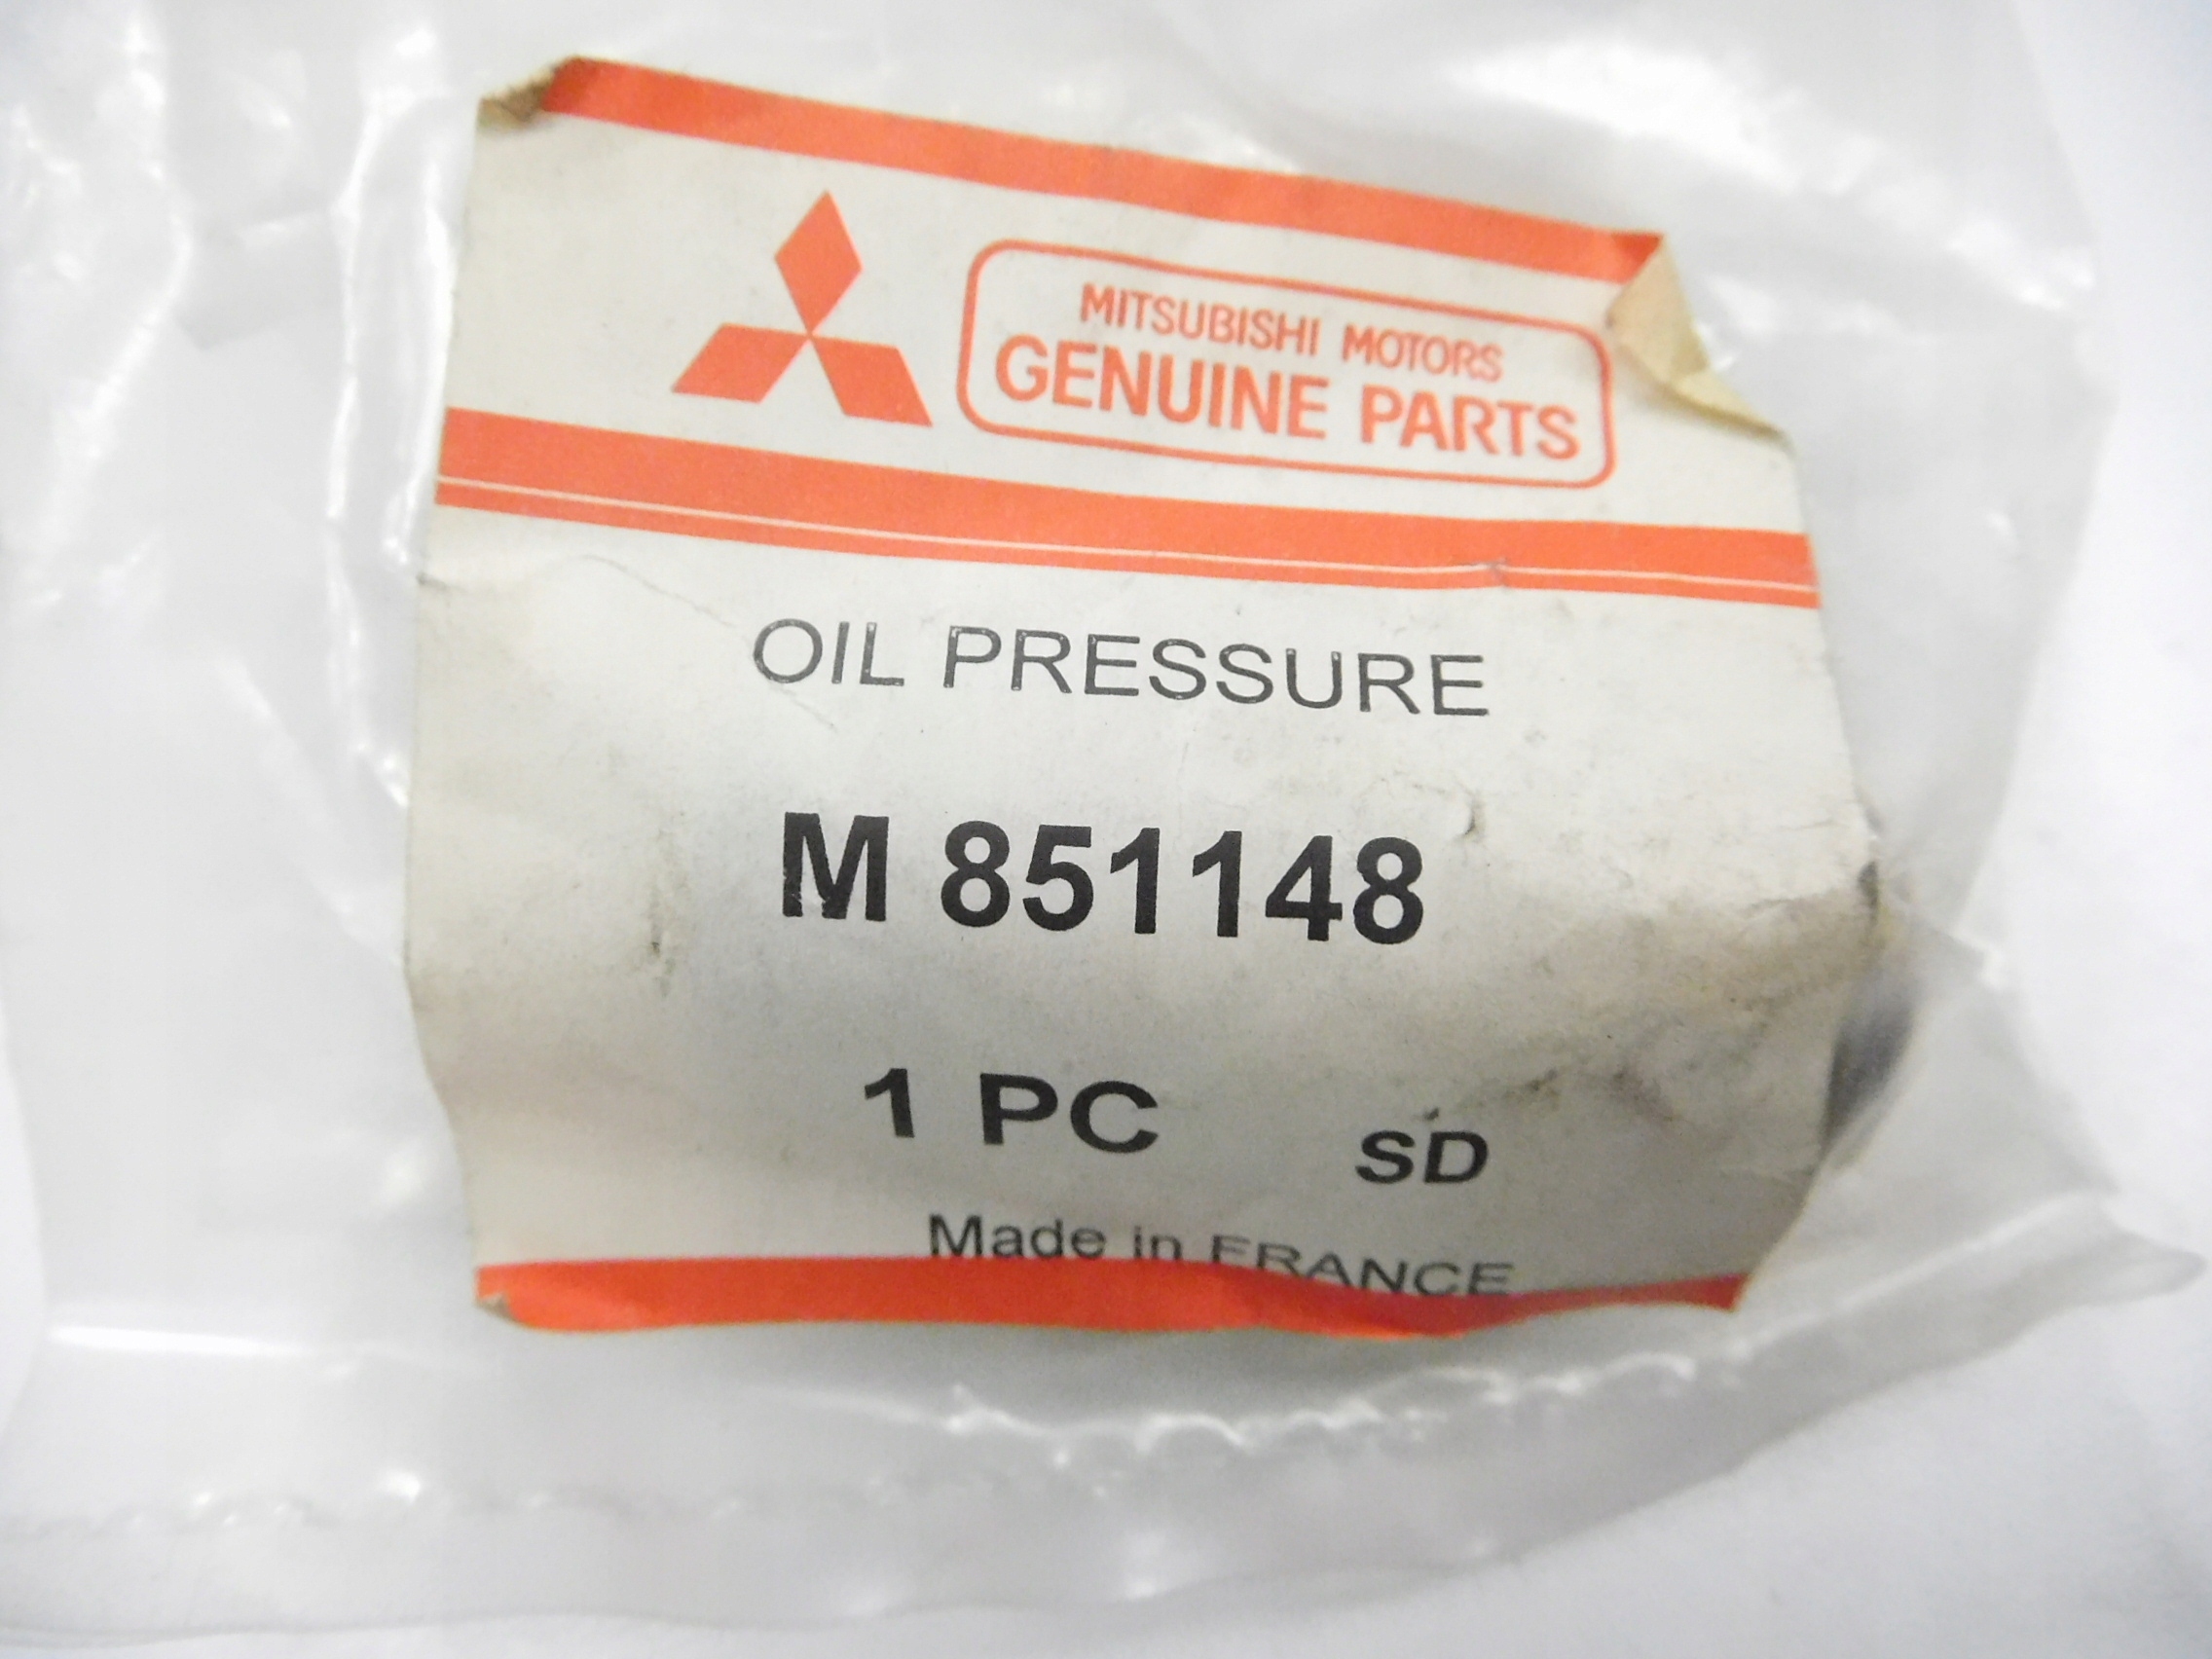 MITSUBISHI MOTORS
GENUINE PARTS
OIL PRESSURE
M 851148
1 PC SD
Made in FRANCE